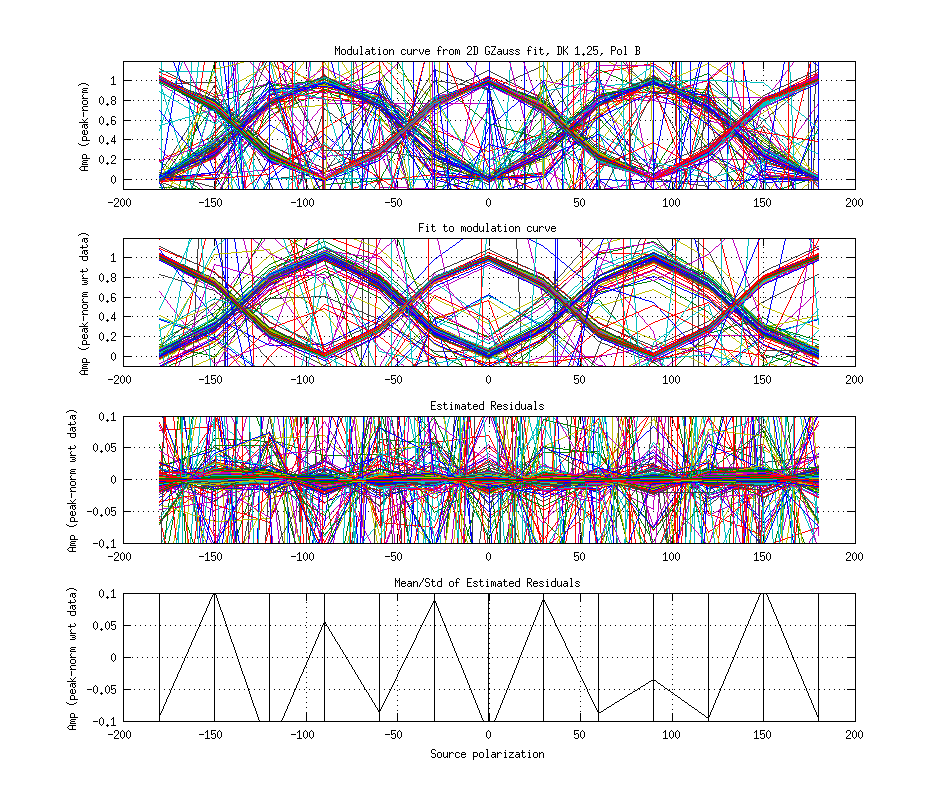 Modulation curve from 2D GZauss fit, DK 1.25, Pol B
Amp (peak-norm)
1
0.8
0.6
0.4
0.2
0
-200 -150 -100 -50 0 50 100 150 200
Fit to modulation curve
Amp (peak-norm wrt data)
1
0.8
0.6
0.4
0.2
0
-200 -150 -100 -50 0 50 100 150 200
Estimated Residuals
Amp (peak-norm wrt data)
0.1
0.05
0
-0.05
-0.1
-200 -150 -100 -50 0 50 100 150 200
Mean/Std of Estimated Residuals
Amp (peak-norm wrt data)
0.1
0.05
0
-0.05
-0.1
-200 -150 -100 -50 0 50 100 150 200
Source polarization